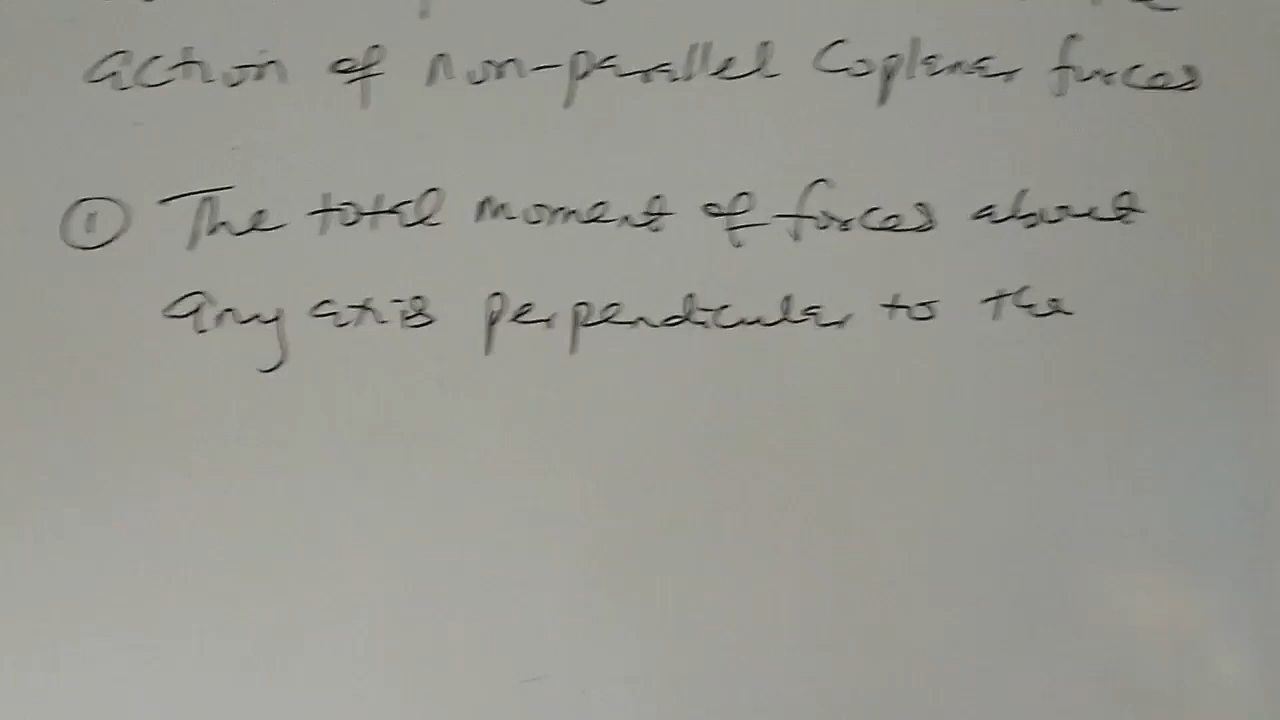 action of non-parallel Coplanar forces
① The total moment of forces about
any axis perpendicular to the